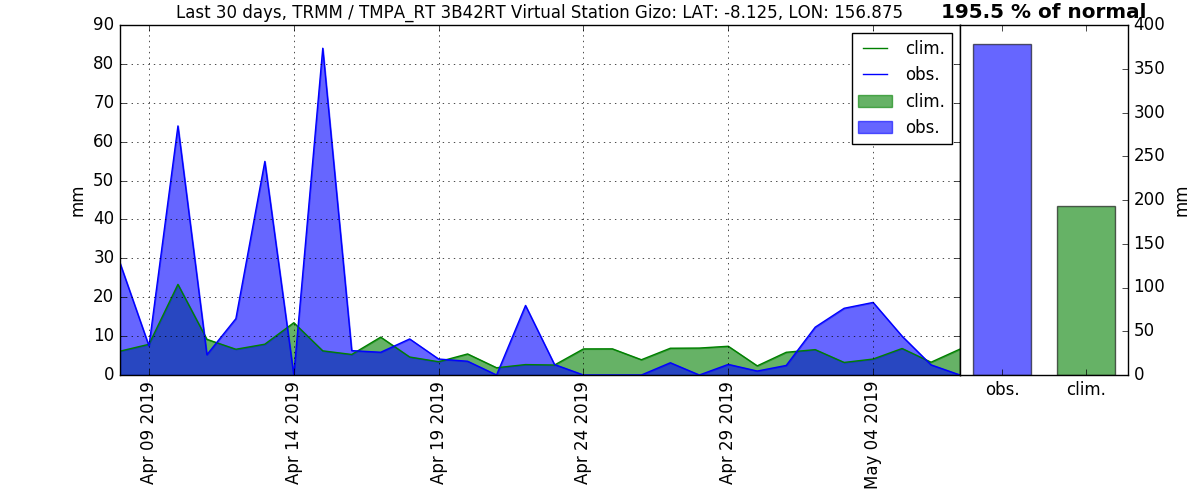 Last 30 days, TRMM / TMPA_RT 3B42RT Virtual Station Gizo: LAT: -8.125, LON: 156.875
195.5 % of normal
90
80
70
60
50
40
30
20
10
0
mm
clim.
obs.
clim.
obs.
Apr 09 2019
Apr 14 2019
Apr 19 2019
Apr 24 2019
Apr 29 2019
May 04 2019
400
350
300
250
200
150
100
50
0
mm
obs.
clim.